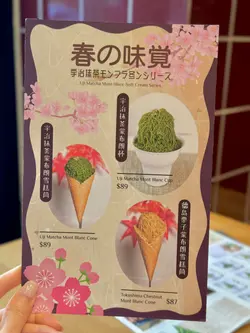 春の味覚
宇治抹茶モンブラン シリーズ
Uji Matcha Mont Blanc Soft Cream Series
宇治抹茶蒙布朗雪糕筒
宇治抹茶蒙布朗杯
Uji Matcha Mont Blanc Cup
$89
Uji Matcha Mont Blanc Cone
$89
德島栗子蒙布朗雪糕筒
Tokushima Chestnut
Mont Blanc Cone
$87